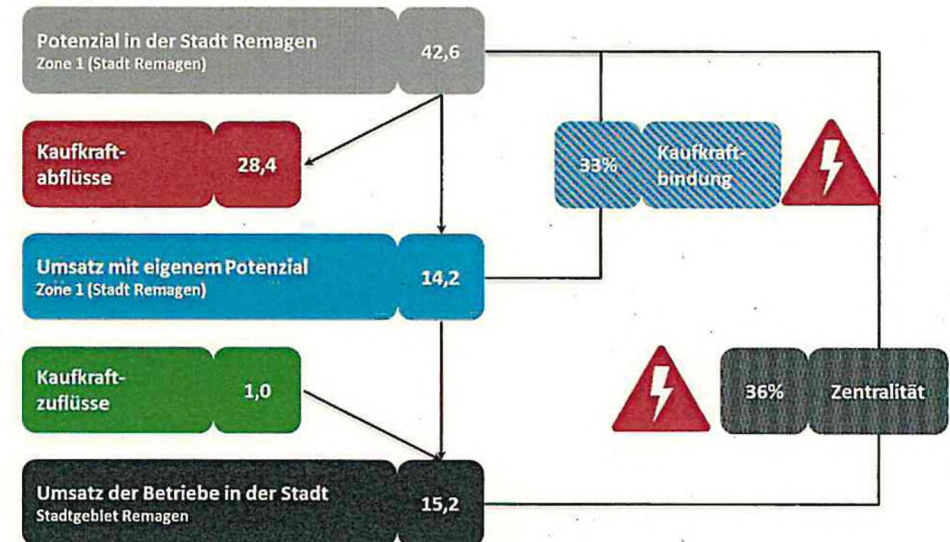 Potenzial in der Stadt Remagen
Zone 1 (Stadt Remagen)
42,6
Kaufkraft-
abflüsse
28,4
33%
Kaufkraft-
bindung
Umsatz mit eigenem Potenzial
Zone 1 (Stadt Remagen)
14,2
Kaufkraft-
zuflüsse
1,0
36%
Zentralität
Umsatz der Betriebe in der Stadt
Stadtgebiet Remagen
15,2